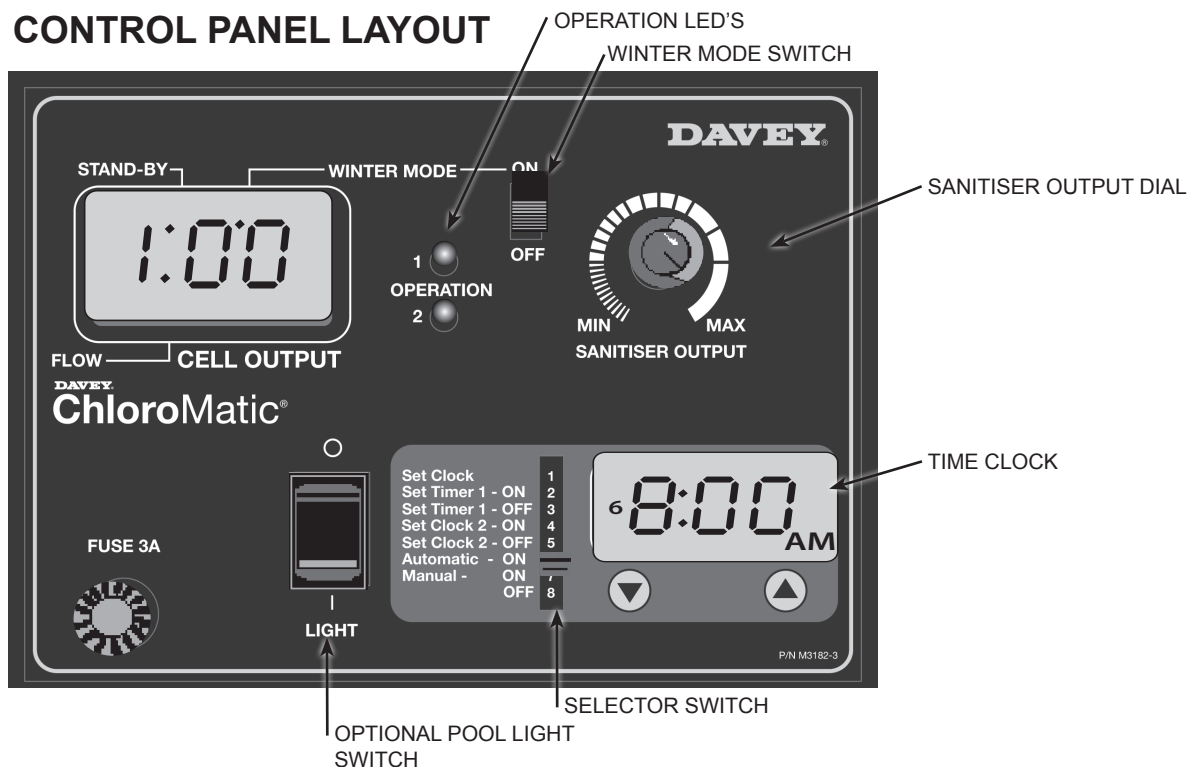 CONTROL PANEL LAYOUT
OPERATION LED'S
WINTER MODE SWITCH
DAVEY®
STAND-BY
WINTER MODE
ON
OFF
1:00
1
OPERATION
2
FLOW
CELL OUTPUT
MIN
MAX
SANITISER OUTPUT
SANITISER OUTPUT DIAL
DAVEY®
ChloroMatic®
FUSE 3A
LIGHT
Set Clock 1
Set Timer 1 - ON 2
Set Timer 1 - OFF 3
Set Clock 2 - ON 4
Set Clock 2 - OFF 5
Automatic - ON
Manual - ON 7
OFF 8
6 8:00 AM
TIME CLOCK
P/N M3182-3
SELECTOR SWITCH
OPTIONAL POOL LIGHT
SWITCH